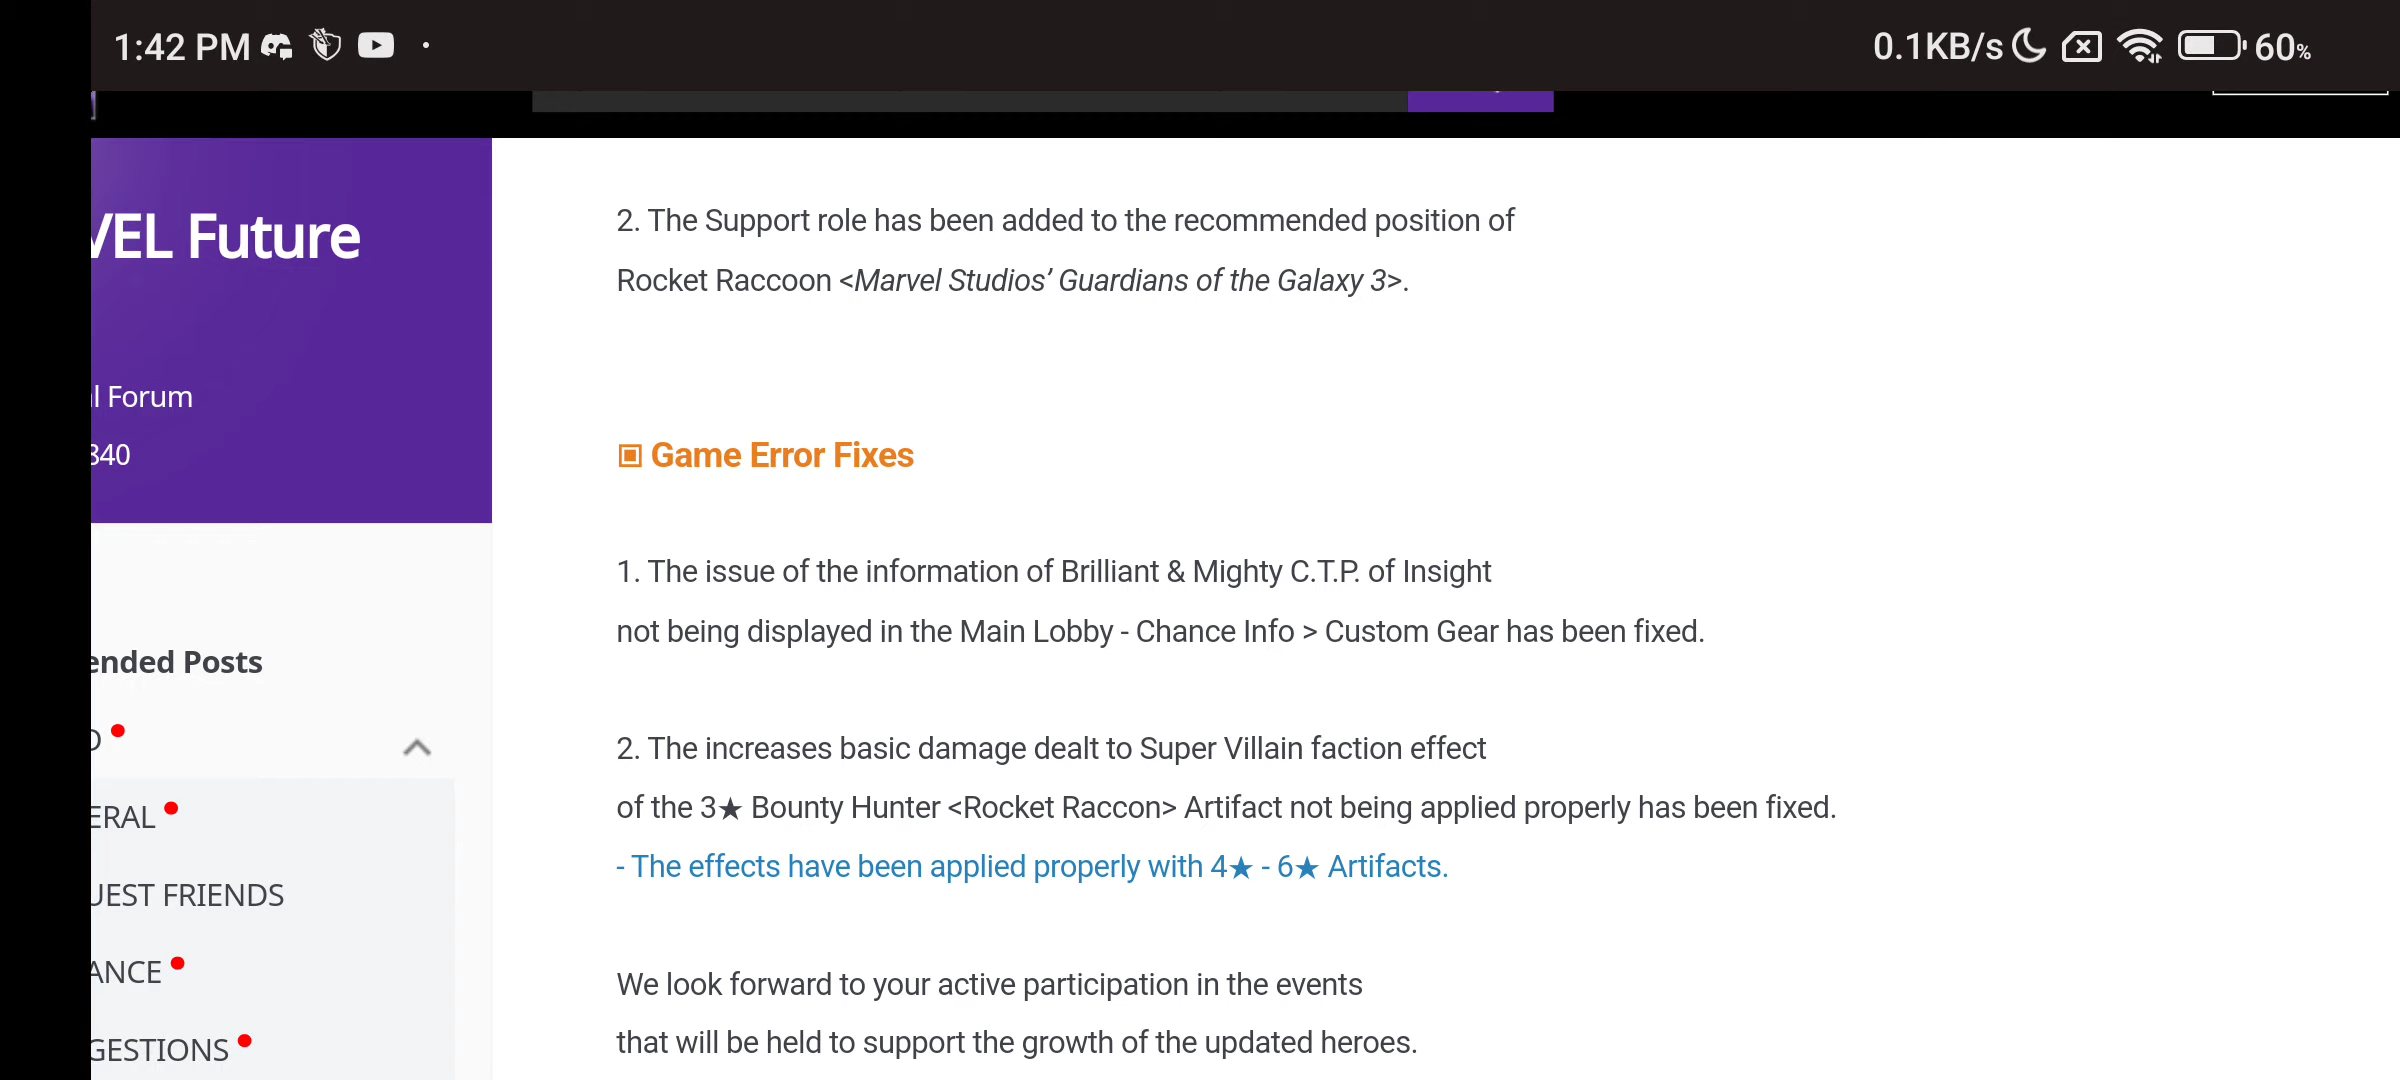 1:42 PM
0.1KB/s
60%
VEL Future
l Forum
840
ended Posts
ERAL
UEST FRIENDS
ANCE
GESTIONS
2. The Support role has been added to the recommended position of
Rocket Raccoon <Marvel Studios’ Guardians of the Galaxy 3>.
▣ Game Error Fixes
1. The issue of the information of Brilliant & Mighty C.T.P. of Insight
not being displayed in the Main Lobby - Chance Info > Custom Gear has been fixed.
2. The increases basic damage dealt to Super Villain faction effect
of the 3★ Bounty Hunter <Rocket Raccon> Artifact not being applied properly has been fixed.
- The effects have been applied properly with 4★ - 6★ Artifacts.
We look forward to your active participation in the events
that will be held to support the growth of the updated heroes.